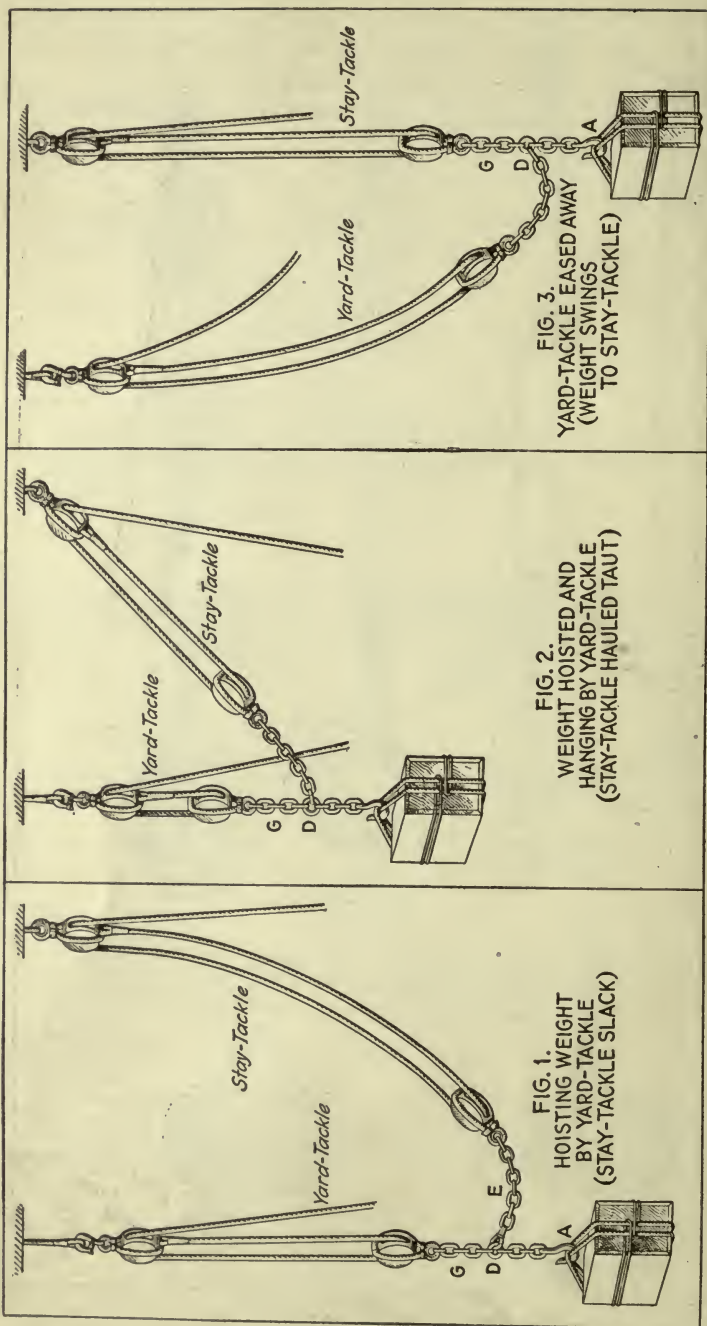 Yard-Tackle
Stay-Tackle
G
D
E
A
FIG. 1.
HOISTING WEIGHT
BY YARD-TACKLE
(STAY-TACKLE SLACK)
Yard-Tackle
Stay-Tackle
G
D
FIG. 2.
WEIGHT HOISTED AND
HANGING BY YARD-TACKLE
(STAY-TACKLE HAULED TAUT)
Yard-Tackle
Stay-Tackle
G
D
A
FIG. 3.
YARD-TACKLE EASED AWAY
(WEIGHT SWINGS
TO STAY-TACKLE)